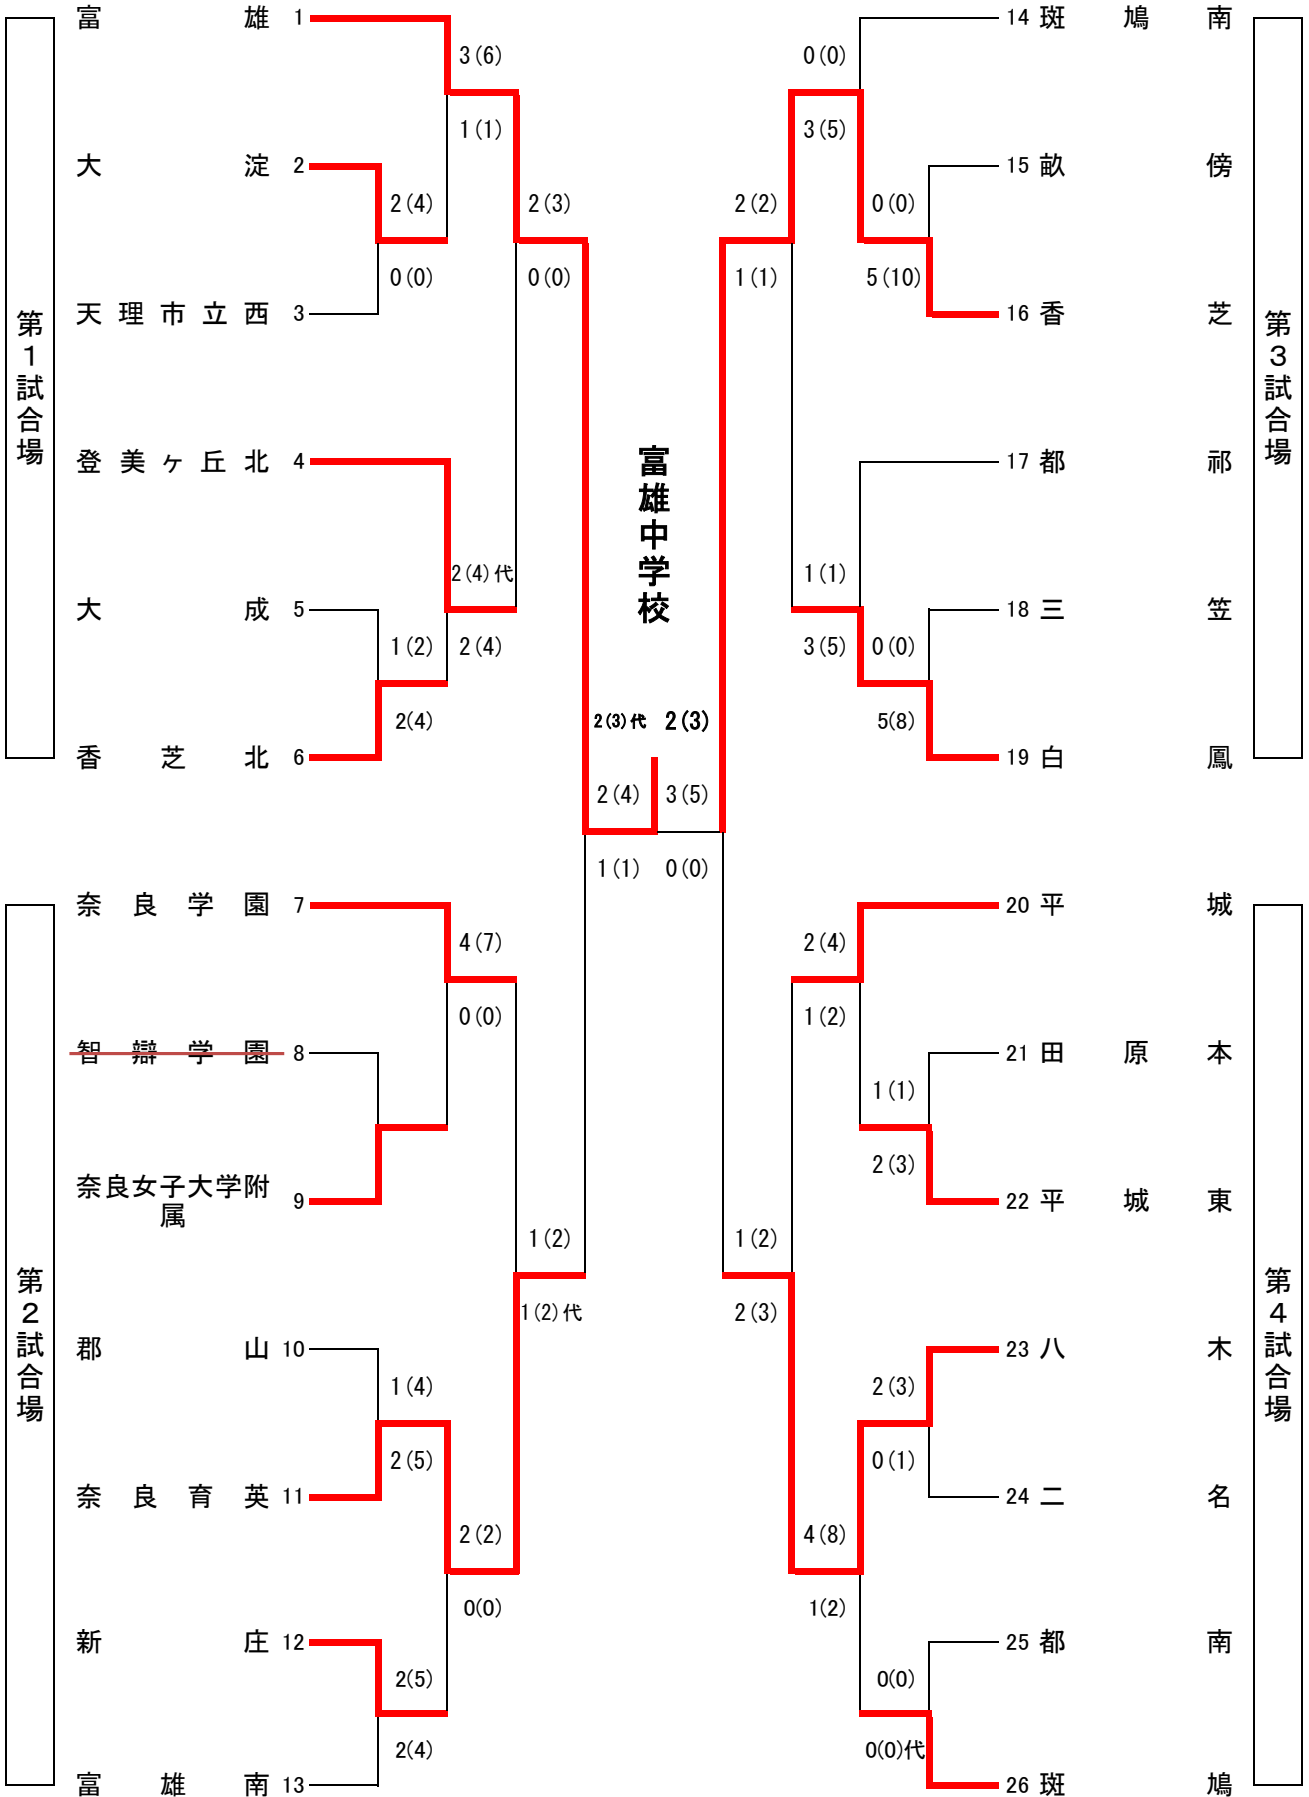 第1試合場
富雄 1
3(6)
1(1)
大淀 2
2(4)
0(0)
天理市立西 3
2(3)
0(0)
登美ヶ丘北 4
2(4)代
2(4)
大成 5
1(2)
2(4)
香芝北 6
第2試合場
奈良学園 7
4(7)
0(0)
智辯学園 8
奈良女子大学附
属 9
1(2)
1(2)代
郡山 10
1(4)
2(5)
奈良育英 11
2(2)
0(0)
新庄 12
2(5)
2(4)
富雄南 13
富雄中学校
2(3)代 2(3)
2(4) 3(5)
1(1) 0(0)
第3試合場
14 斑鳩南
0(0)
3(5)
15 畝傍
0(0)
5(10)
16 香芝
2(2)
1(1)
17 都祁
1(1)
3(5)
18 三笠
0(0)
5(8)
19 白鳳
第4試合場
20 平城
2(4)
1(2)
21 田原本
1(1)
2(3)
22 平城東
1(2)
2(3)
23 八木
2(3)
0(1)
24 二名
4(8)
1(2)
25 都南
0(0)
0(0)代
26 斑鳩